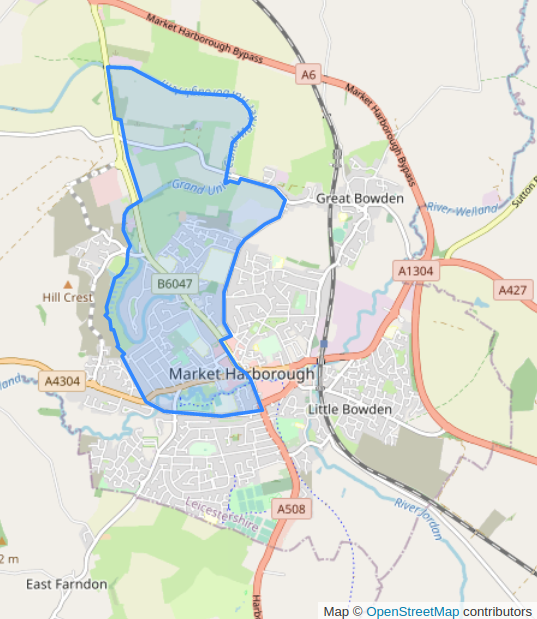 Market Harborough Bypass
A6
Market Harborough Bypass
Great Bowden
River Welland
Sutton R
Grand Un
A1304
A427
B6047
Hill Crest
Market Harborough
A4304
Little Bowden
A508
River Jordan
Leicestershire
2 m
East Farndon
Harb
Map © OpenStreetMap contributors